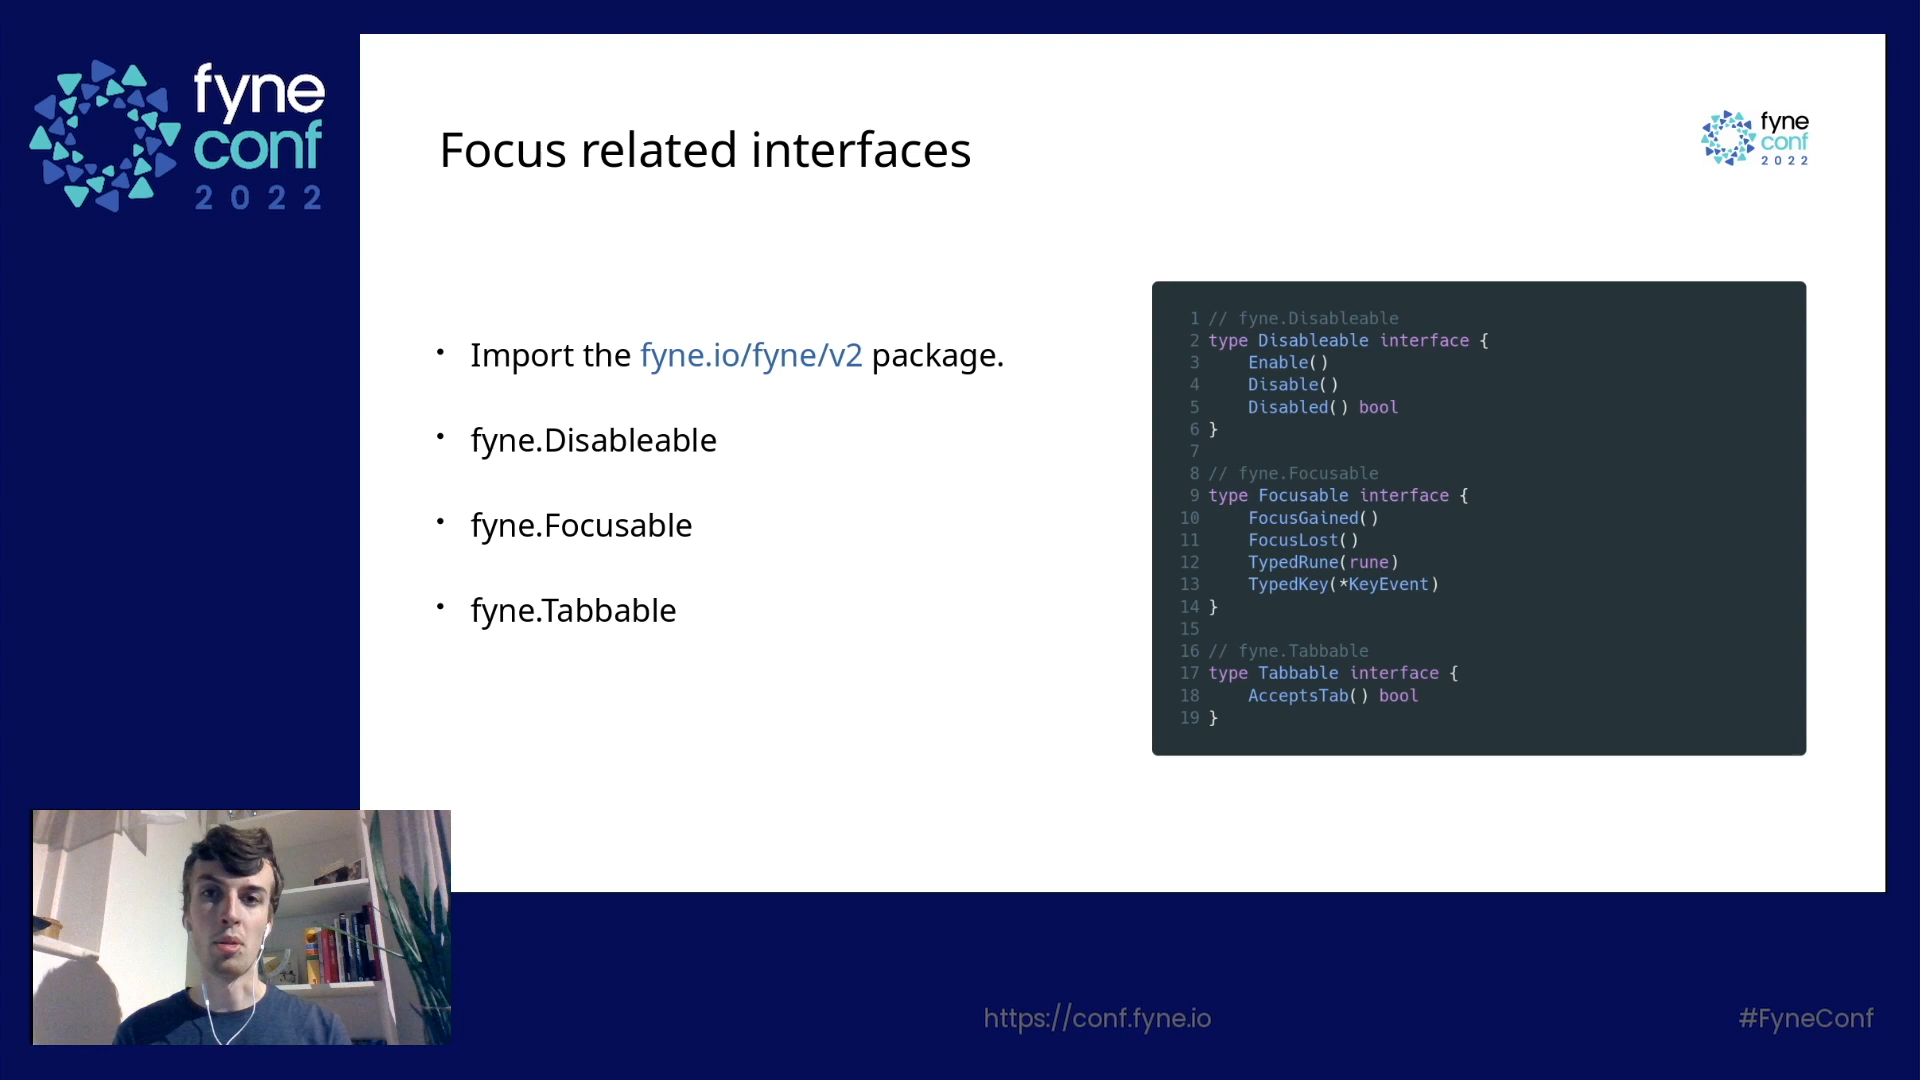 fyne
conf
2022
Focus related interfaces
fyne
conf
2022
• Import the fyne.io/fyne/v2 package.
• fyne.Disableable
• fyne.Focusable
• fyne.Tabbable
1 // fyne.Disableable
2 type Disableable interface {
3     Enable()
4     Disable()
5     Disabled() bool
6 }
7
8 // fyne.Focusable
9 type Focusable interface {
10     FocusGained()
11     FocusLost()
12     TypedRune(rune)
13     TypedKey(*KeyEvent)
14 }
15
16 // fyne.Tabbable
17 type Tabbable interface {
18     AcceptsTab() bool
19 }
https://conf.fyne.io
#FyneConf